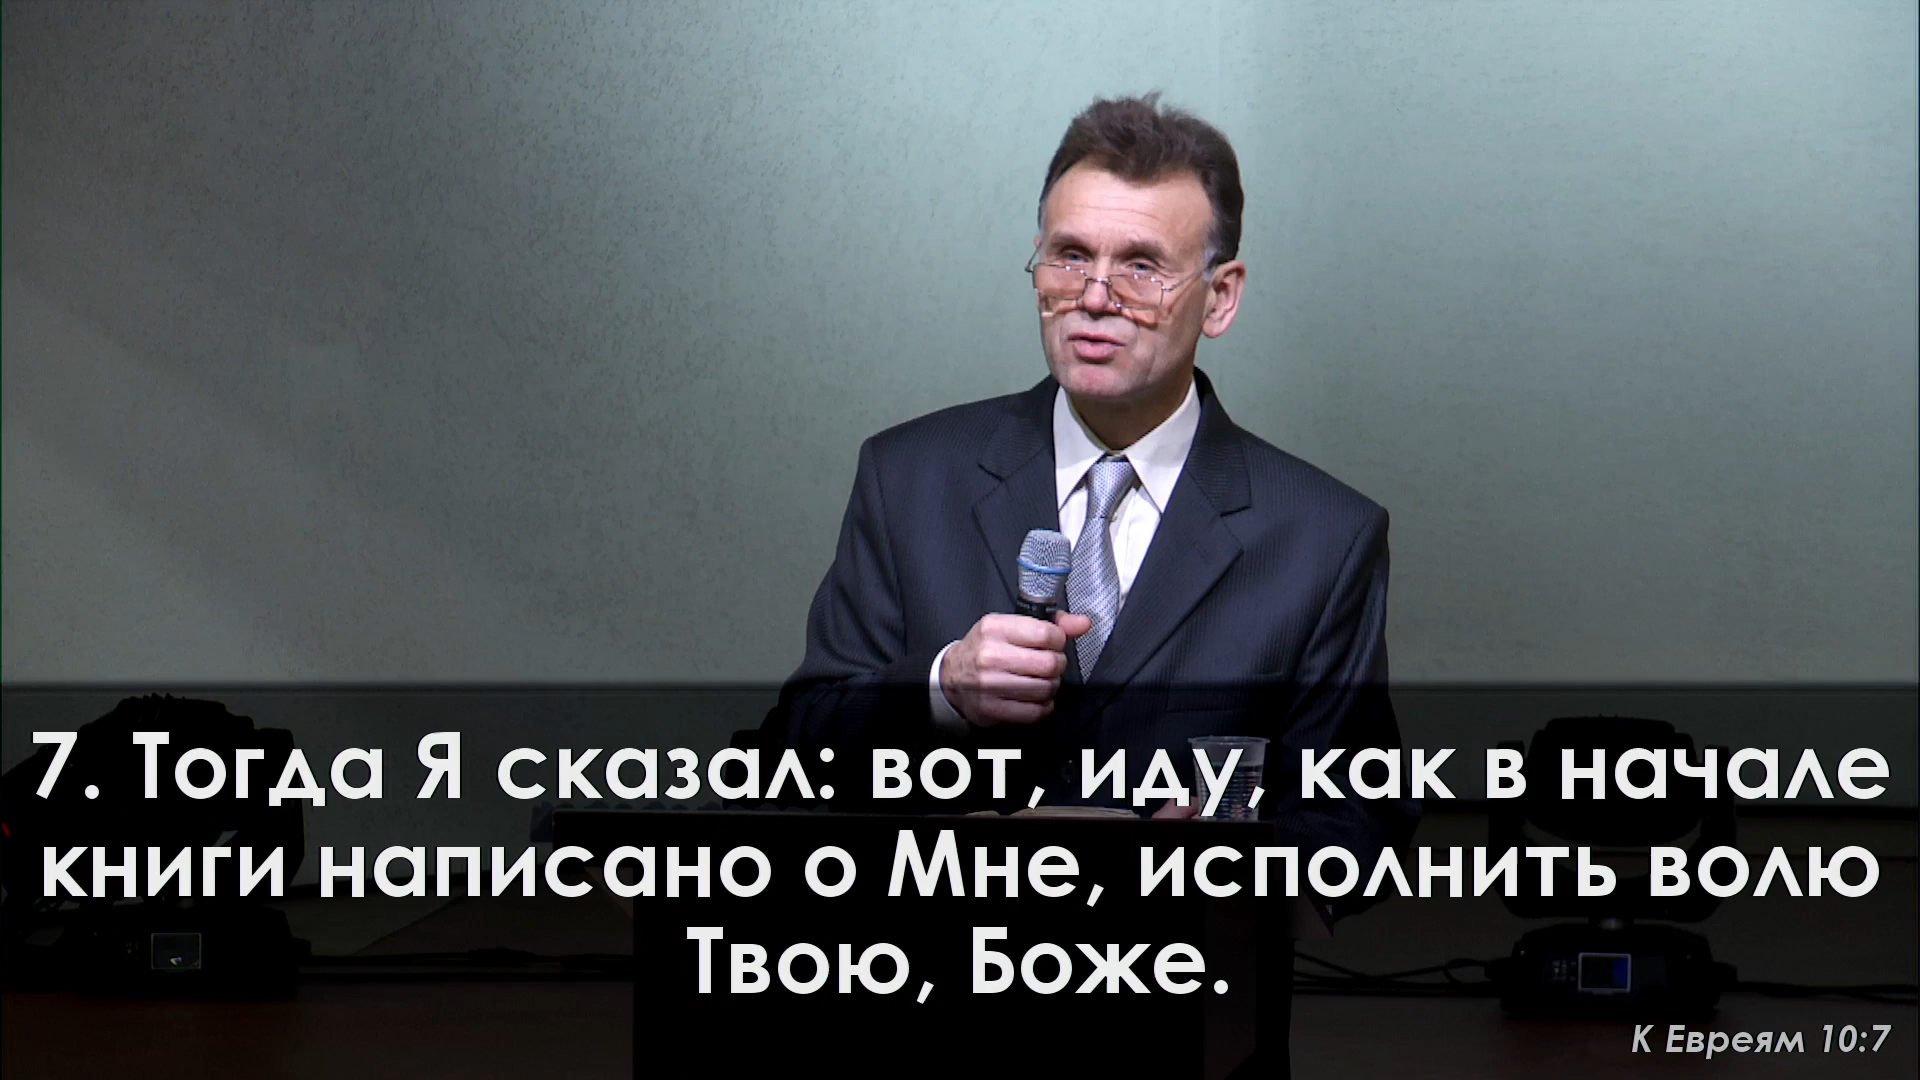 7. Тогда Я сказал: вот, иду, как в начале
книги написано о Мне, исполнить волю
Твою, Боже.
К Евреям 10:7